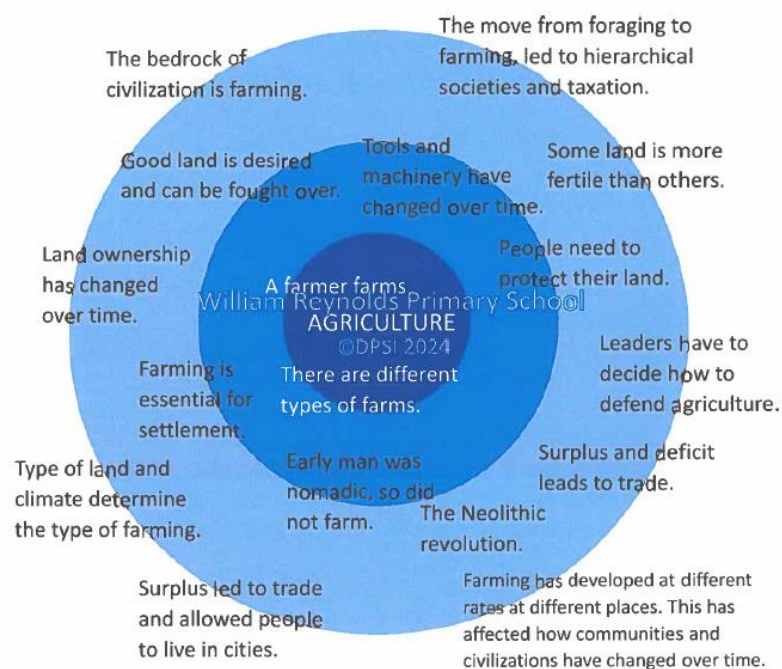 The move from foraging to
farming, led to hierarchical
societies and taxation.
The bedrock of
civilization is farming.
Tools and
machinery have
changed over time.
Good land is desired
and can be fought over.
Some land is more
fertile than others.
Land ownership
has changed
over time.
People need to
protect their land.
A farmer farms
William Reynolds Primary School
AGRICULTURE
©DPSI 2024
There are different
types of farms.
Leaders have to
decide how to
defend agriculture.
Farming is
essential for
settlement.
Surplus and deficit
leads to trade.
Early man was
nomadic, so did
not farm.
Type of land and
climate determine
the type of farming.
The Neolithic
revolution.
Surplus led to trade
and allowed people
to live in cities.
Farming has developed at different
rates at different places. This has
affected how communities and
civilizations have changed over time.